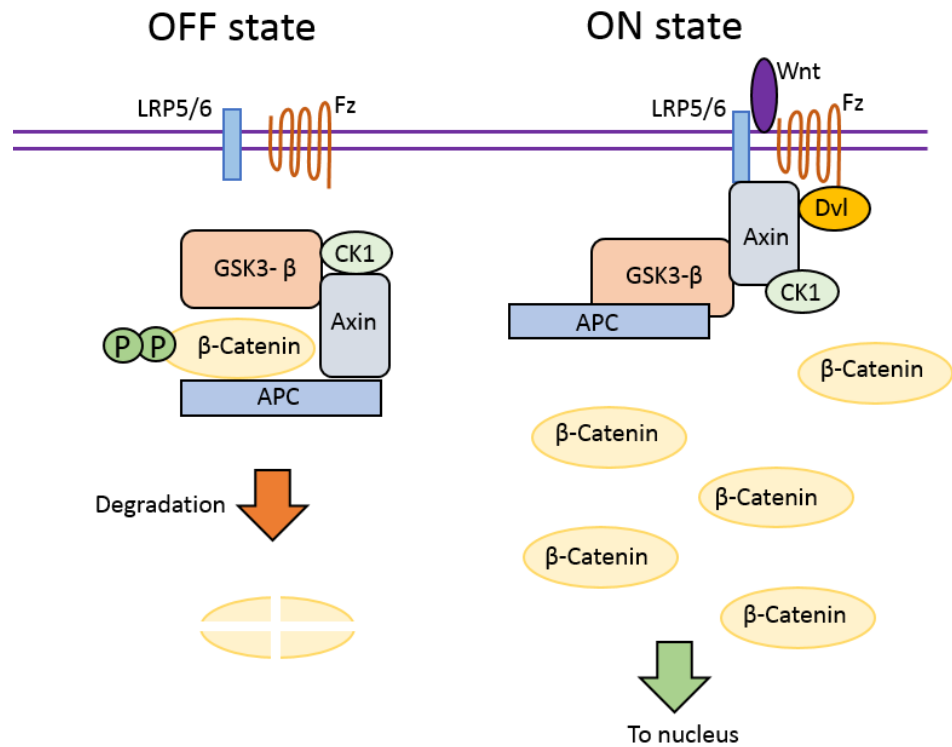 OFF state
LRP5/6
Fz
GSK3- β
CK1
Axin
P
P
β-Catenin
APC
Degradation
ON state
Wnt
LRP5/6
Fz
Dvl
Axin
GSK3-β
CK1
APC
β-Catenin
β-Catenin
β-Catenin
β-Catenin
β-Catenin
To nucleus